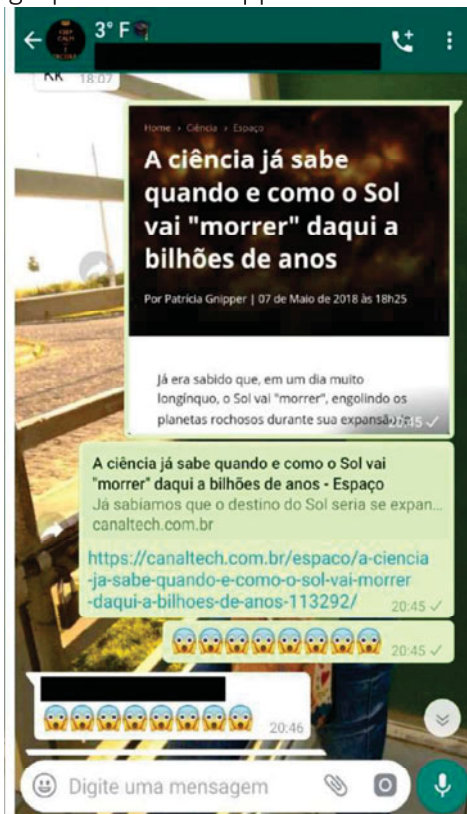 3° F
KK 18:07
Home > Ciência > Espaço
A ciência já sabe
quando e como o Sol
vai "morrer" daqui a
bilhões de anos
Por Patrícia Gnipper | 07 de Maio de 2018 às 18h25
Já era sabido que, em um dia muito
longínquo, o Sol vai "morrer", engolindo os
planetas rochosos durante sua expansão
20:45
A ciência já sabe quando e como o Sol vai
"morrer" daqui a bilhões de anos - Espaço
Já sabíamos que o destino do Sol seria se expan...
canaltech.com.br
https://canaltech.com.br/espaco/a-ciencia
-ja-sabe-quando-e-como-o-sol-vai-morrer
-daqui-a-bilhoes-de-anos-113292/ 20:45
😱😱😱😱😱😱😱😱 20:45
😱😱😱😱😱😱😱😱 20:46
Digite uma mensagem